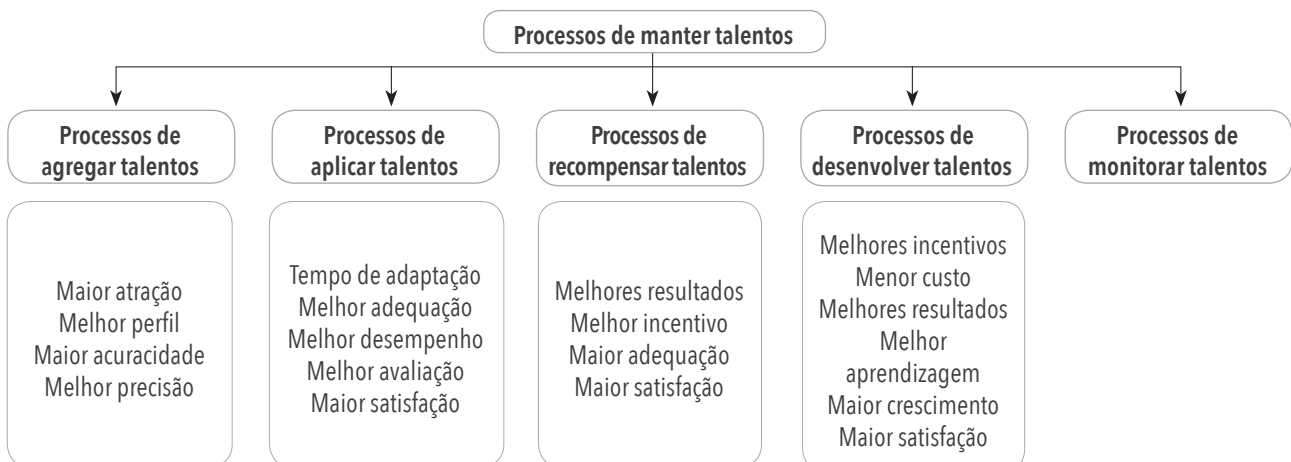 Processos de manter talentos
Processos de
agregar talentos
Processos de
aplicar talentos
Processos de
recompensar talentos
Processos de
desenvolver talentos
Processos de
monitorar talentos
Maior atração
Melhor perfil
Maior acuracidade
Melhor precisão
Tempo de adaptação
Melhor adequação
Melhor desempenho
Melhor avaliação
Maior satisfação
Melhores resultados
Melhor incentivo
Maior adequação
Maior satisfação
Melhores incentivos
Menor custo
Melhores resultados
Melhor
aprendizagem
Maior crescimento
Maior satisfação